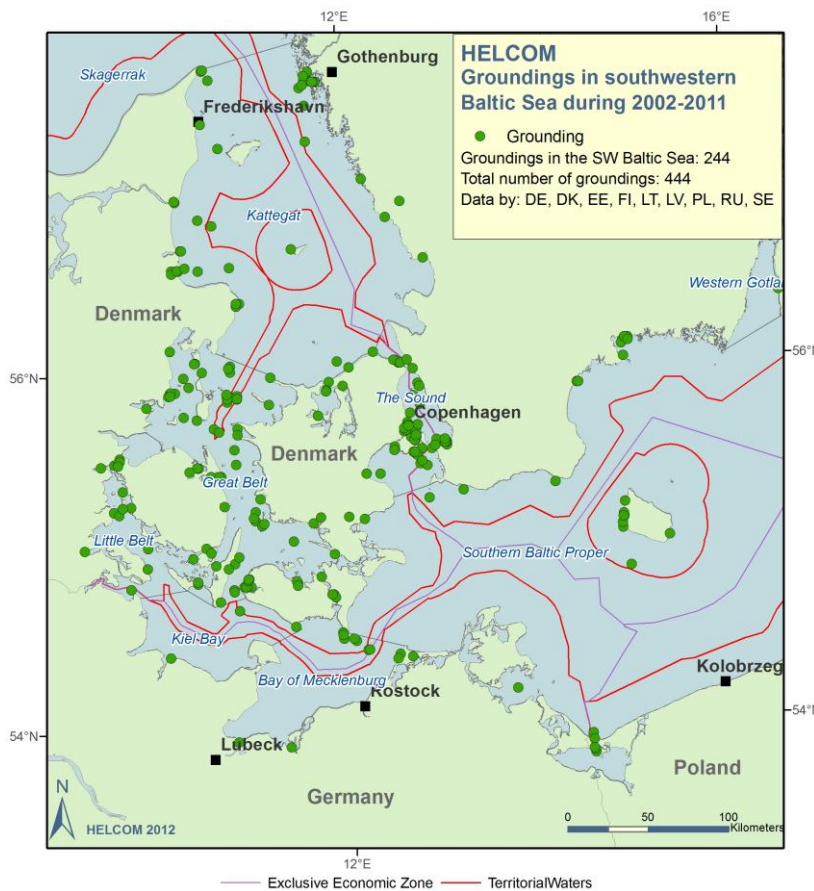 12°E
16°E
Skagerrak
Gothenburg
HELCOM
Groundings in southwestern
Baltic Sea during 2002-2011
Grounding
Groundings in the SW Baltic Sea: 244
Total number of groundings: 444
Data by: DE, DK, EE, FI, LT, LV, PL, RU, SE
Frederikshavn
Kattegat
Western Gotla
Denmark
56°N
56°N
The Sound
Copenhagen
Denmark
Great Belt
Little Belt
Southern Baltic Proper
Kiel Bay
Kolobrzeg
Bay of Mecklenburg
Rostock
54°N
54°N
Lübeck
Poland
Germany
N
HELCOM 2012
0 25 50 100
Kilometers
12°E
Exclusive Economic Zone
TerritorialWaters